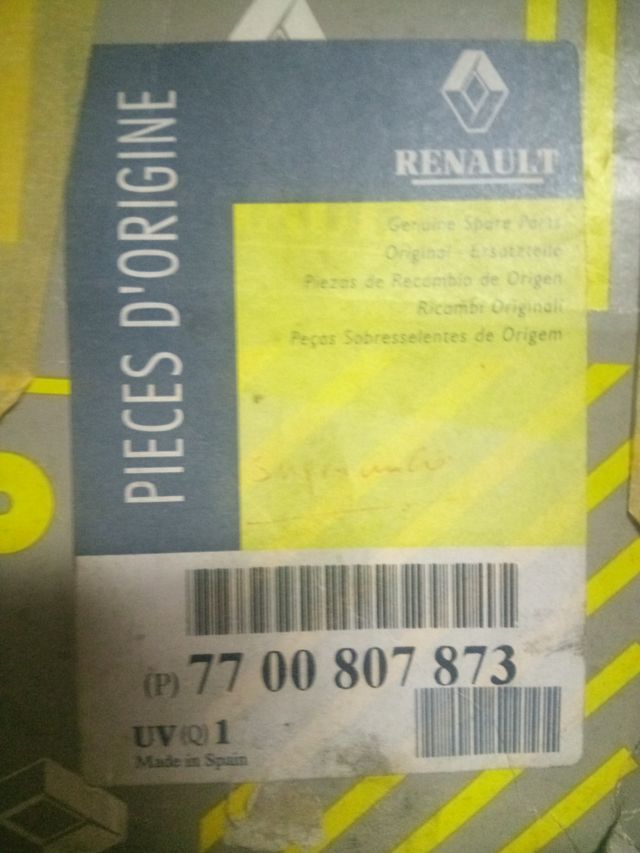 PIECES D'ORIGINE
RENAULT
Genuine Spare Parts
Original - Ersatzteile
Piezas de Recambio de Origen
Ricambi Originali
Peças Sobresselentes de Origem
(P) 77 00 807 873
UV (Q) 1
Made in Spain